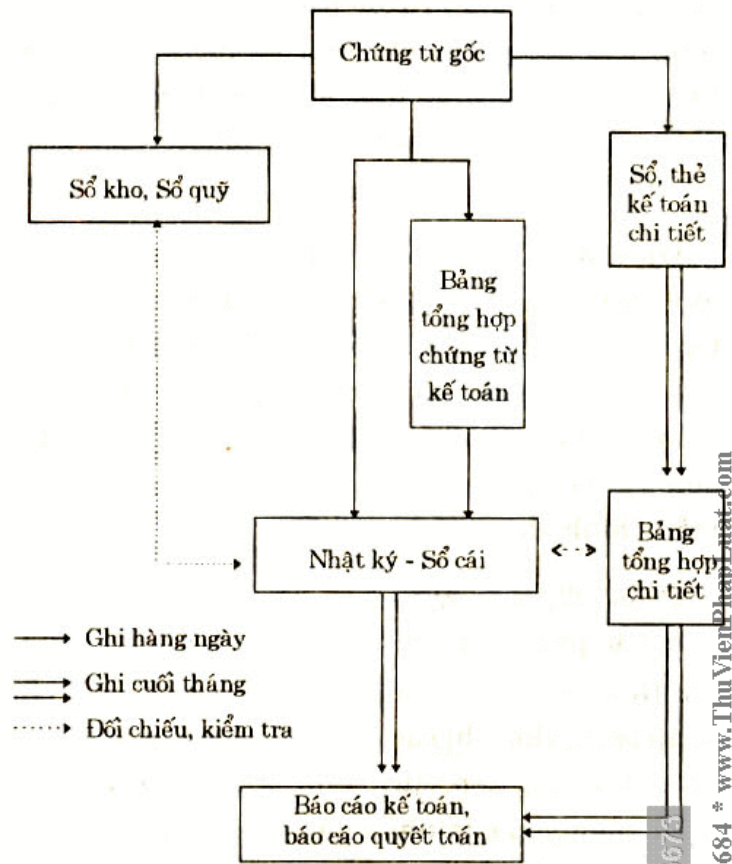 Chứng từ gốc
Sổ kho, Sổ quỹ
Sổ, thẻ
kế toán
chi tiết
Bảng
tổng hợp
chứng từ
kế toán
Nhật ký - Sổ cái
Bảng
tổng hợp
chi tiết
Ghi hàng ngày
Ghi cuối tháng
Đối chiếu, kiểm tra
Báo cáo kế toán,
báo cáo quyết toán
675
684 * www.ThuVienPhapLuat.com